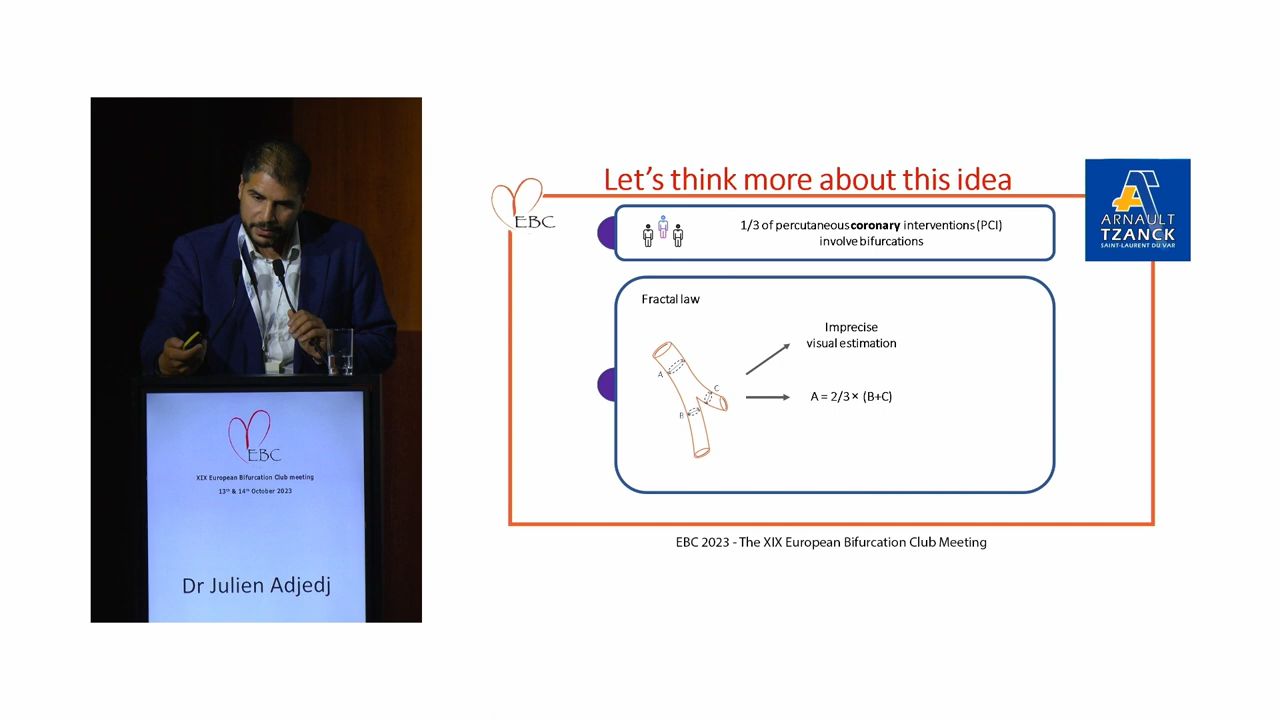 EBC
XIX European Bifurcation Club meeting
13th & 14th October 2023
Dr Julien Adjedj
Let's think more about this idea
EBC
ARNAULT
TZANCK
SAINT-LAURENT DU VAR
1/3 of percutaneous coronary interventions (PCI)
involve bifurcations
Fractal law
A
B
C
Imprecise
visual estimation
A = 2/3 × (B+C)
EBC 2023 - The XIX European Bifurcation Club Meeting